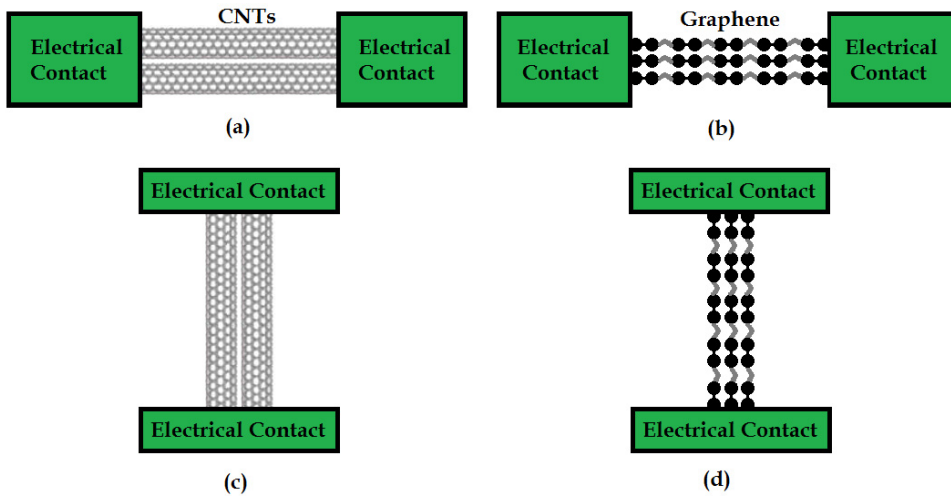 CNTs
Electrical
Contact
Electrical
Contact
(a)
Graphene
Electrical
Contact
Electrical
Contact
(b)
Electrical Contact
Electrical Contact
(c)
Electrical Contact
Electrical Contact
(d)